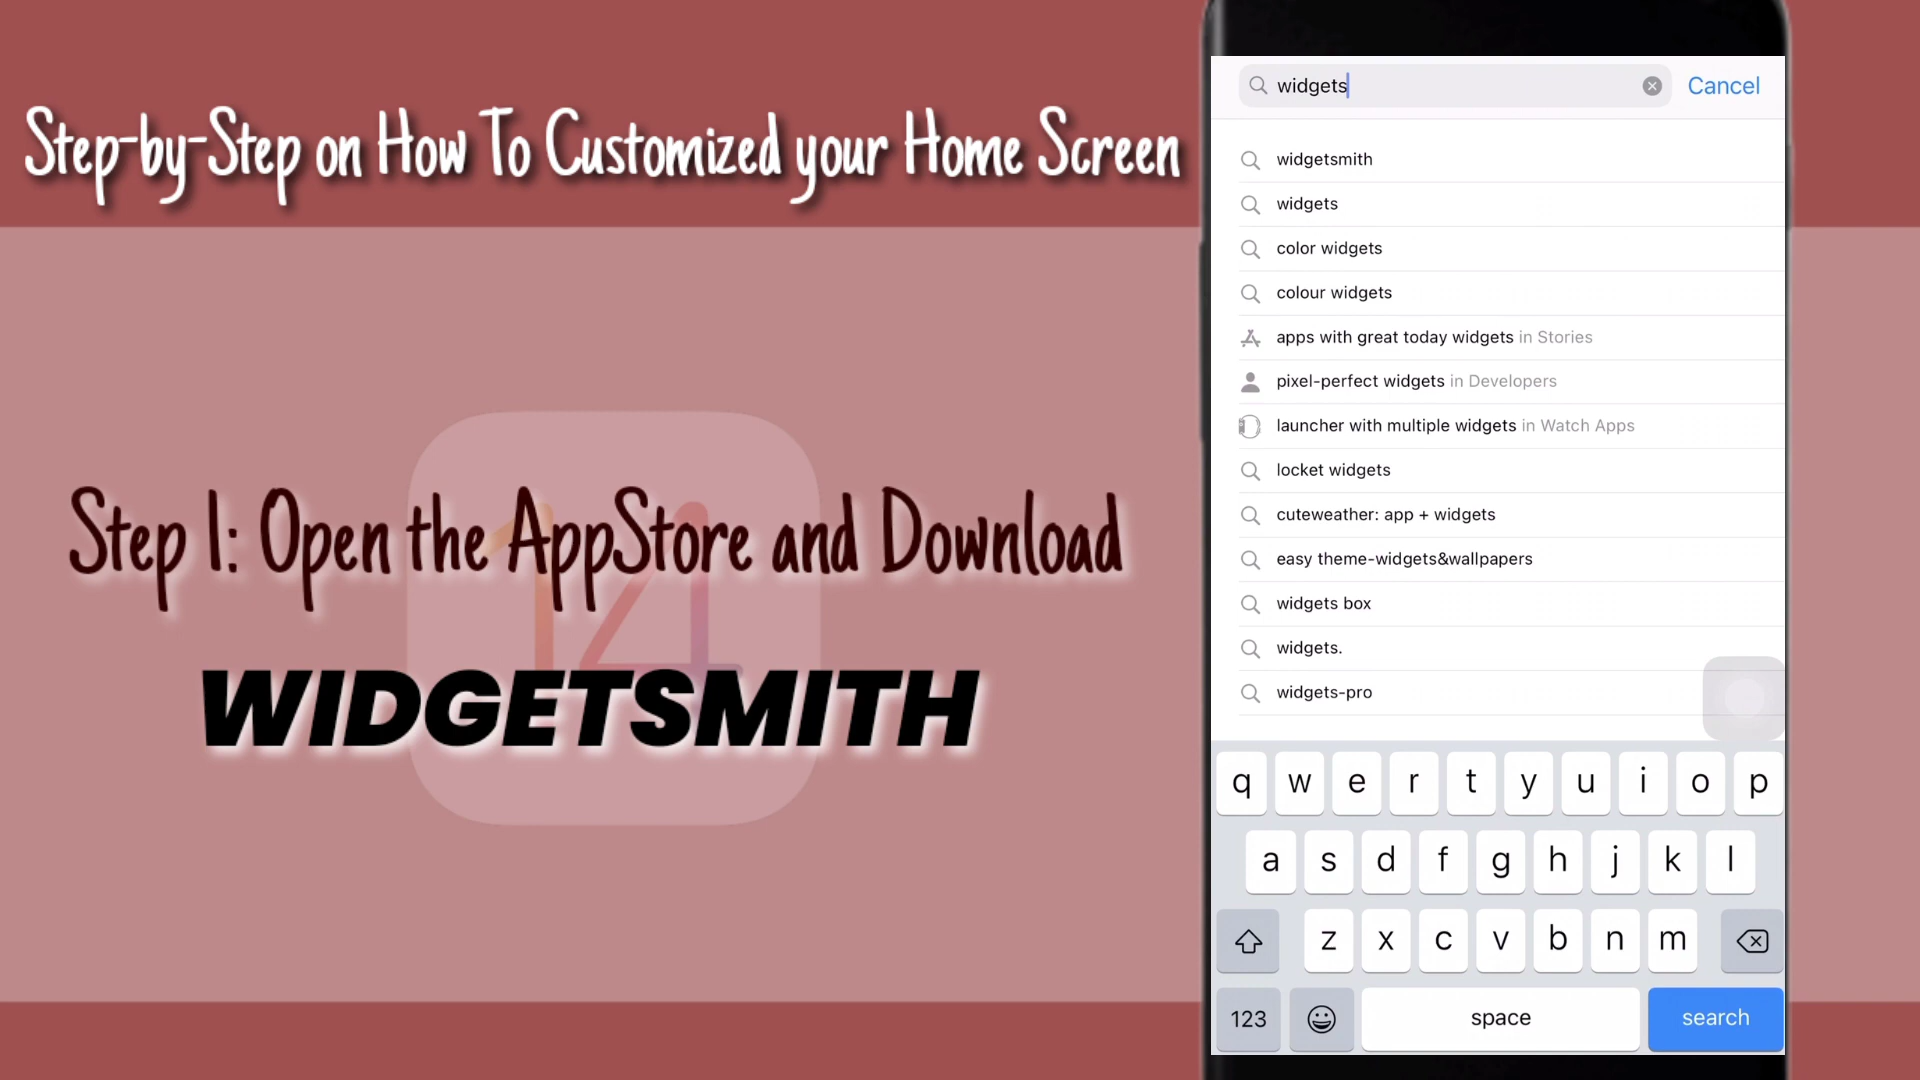 Step-by-Step on How To Customized your Home Screen
14
Step 1: Open the AppStore and Download
WIDGETSMITH
widgets
Cancel
widgetsmith
widgets
color widgets
colour widgets
apps with great today widgets in Stories
pixel-perfect widgets in Developers
launcher with multiple widgets in Watch Apps
locket widgets
cuteweather: app + widgets
easy theme-widgets&wallpapers
widgets box
widgets.
widgets-pro
q w e r t y u i o p
a s d f g h j k l
z x c v b n m
123 space search